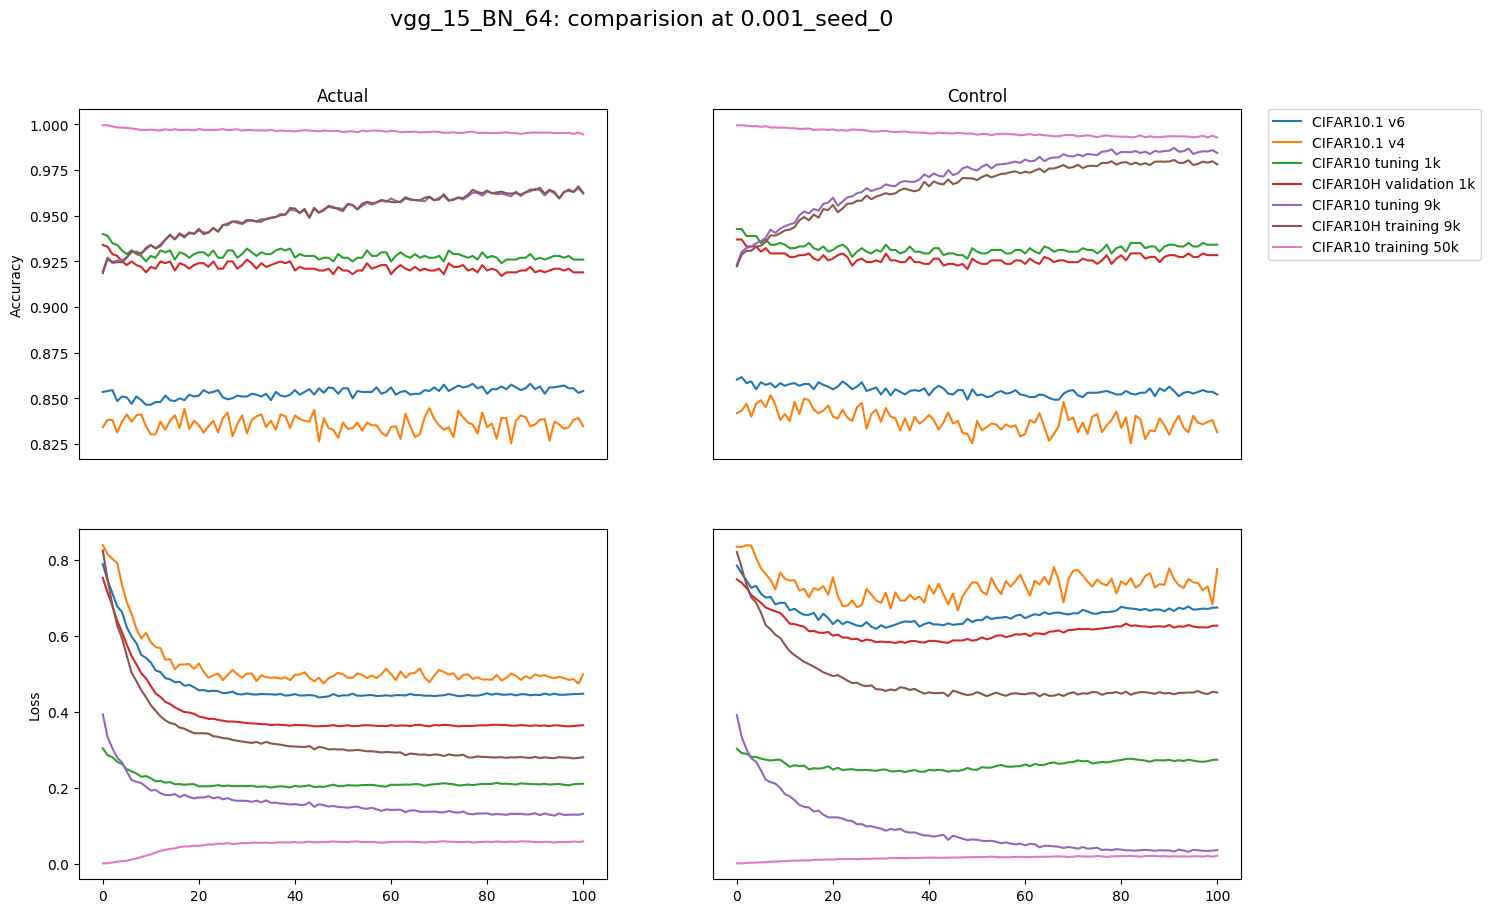 vgg_15_BN_64: comparision at 0.001_seed_0
Actual
Control
Accuracy
1.000
0.975
0.950
0.925
0.900
0.875
0.850
0.825
CIFAR10.1 v6
CIFAR10.1 v4
CIFAR10 tuning 1k
CIFAR10H validation 1k
CIFAR10 tuning 9k
CIFAR10H training 9k
CIFAR10 training 50k
Loss
0.8
0.6
0.4
0.2
0.0
0 20 40 60 80 100
0 20 40 60 80 100